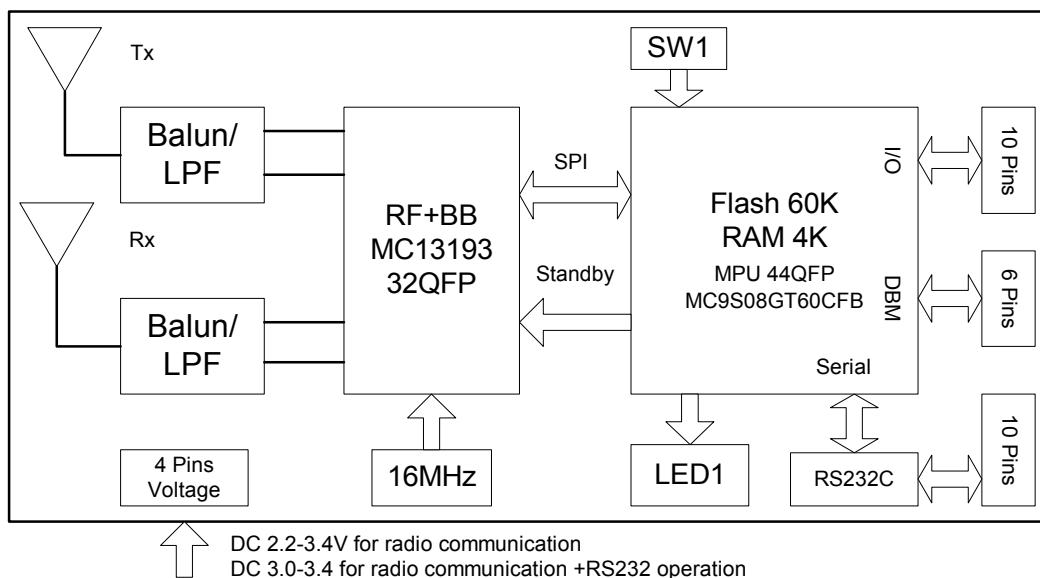 Tx
SW1
Balun/
LPF
SPI
I/O
10 Pins
Rx
RF+BB
MC13193
32QFP
Flash 60K
RAM 4K
MPU 44QFP
MC9S08GT60CFB
Standby
DBM
6 Pins
Balun/
LPF
Serial
4 Pins
Voltage
16MHz
LED1
RS232C
10 Pins
DC 2.2-3.4V for radio communication
DC 3.0-3.4 for radio communication +RS232 operation